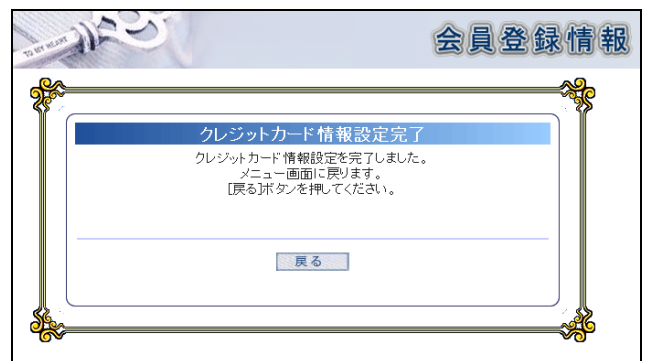 TO MY HEART
会員登録情報
クレジットカード情報設定完了
クレジットカード情報設定を完了しました。
メニュー画面に戻ります。
[戻る]ボタンを押してください。
戻る